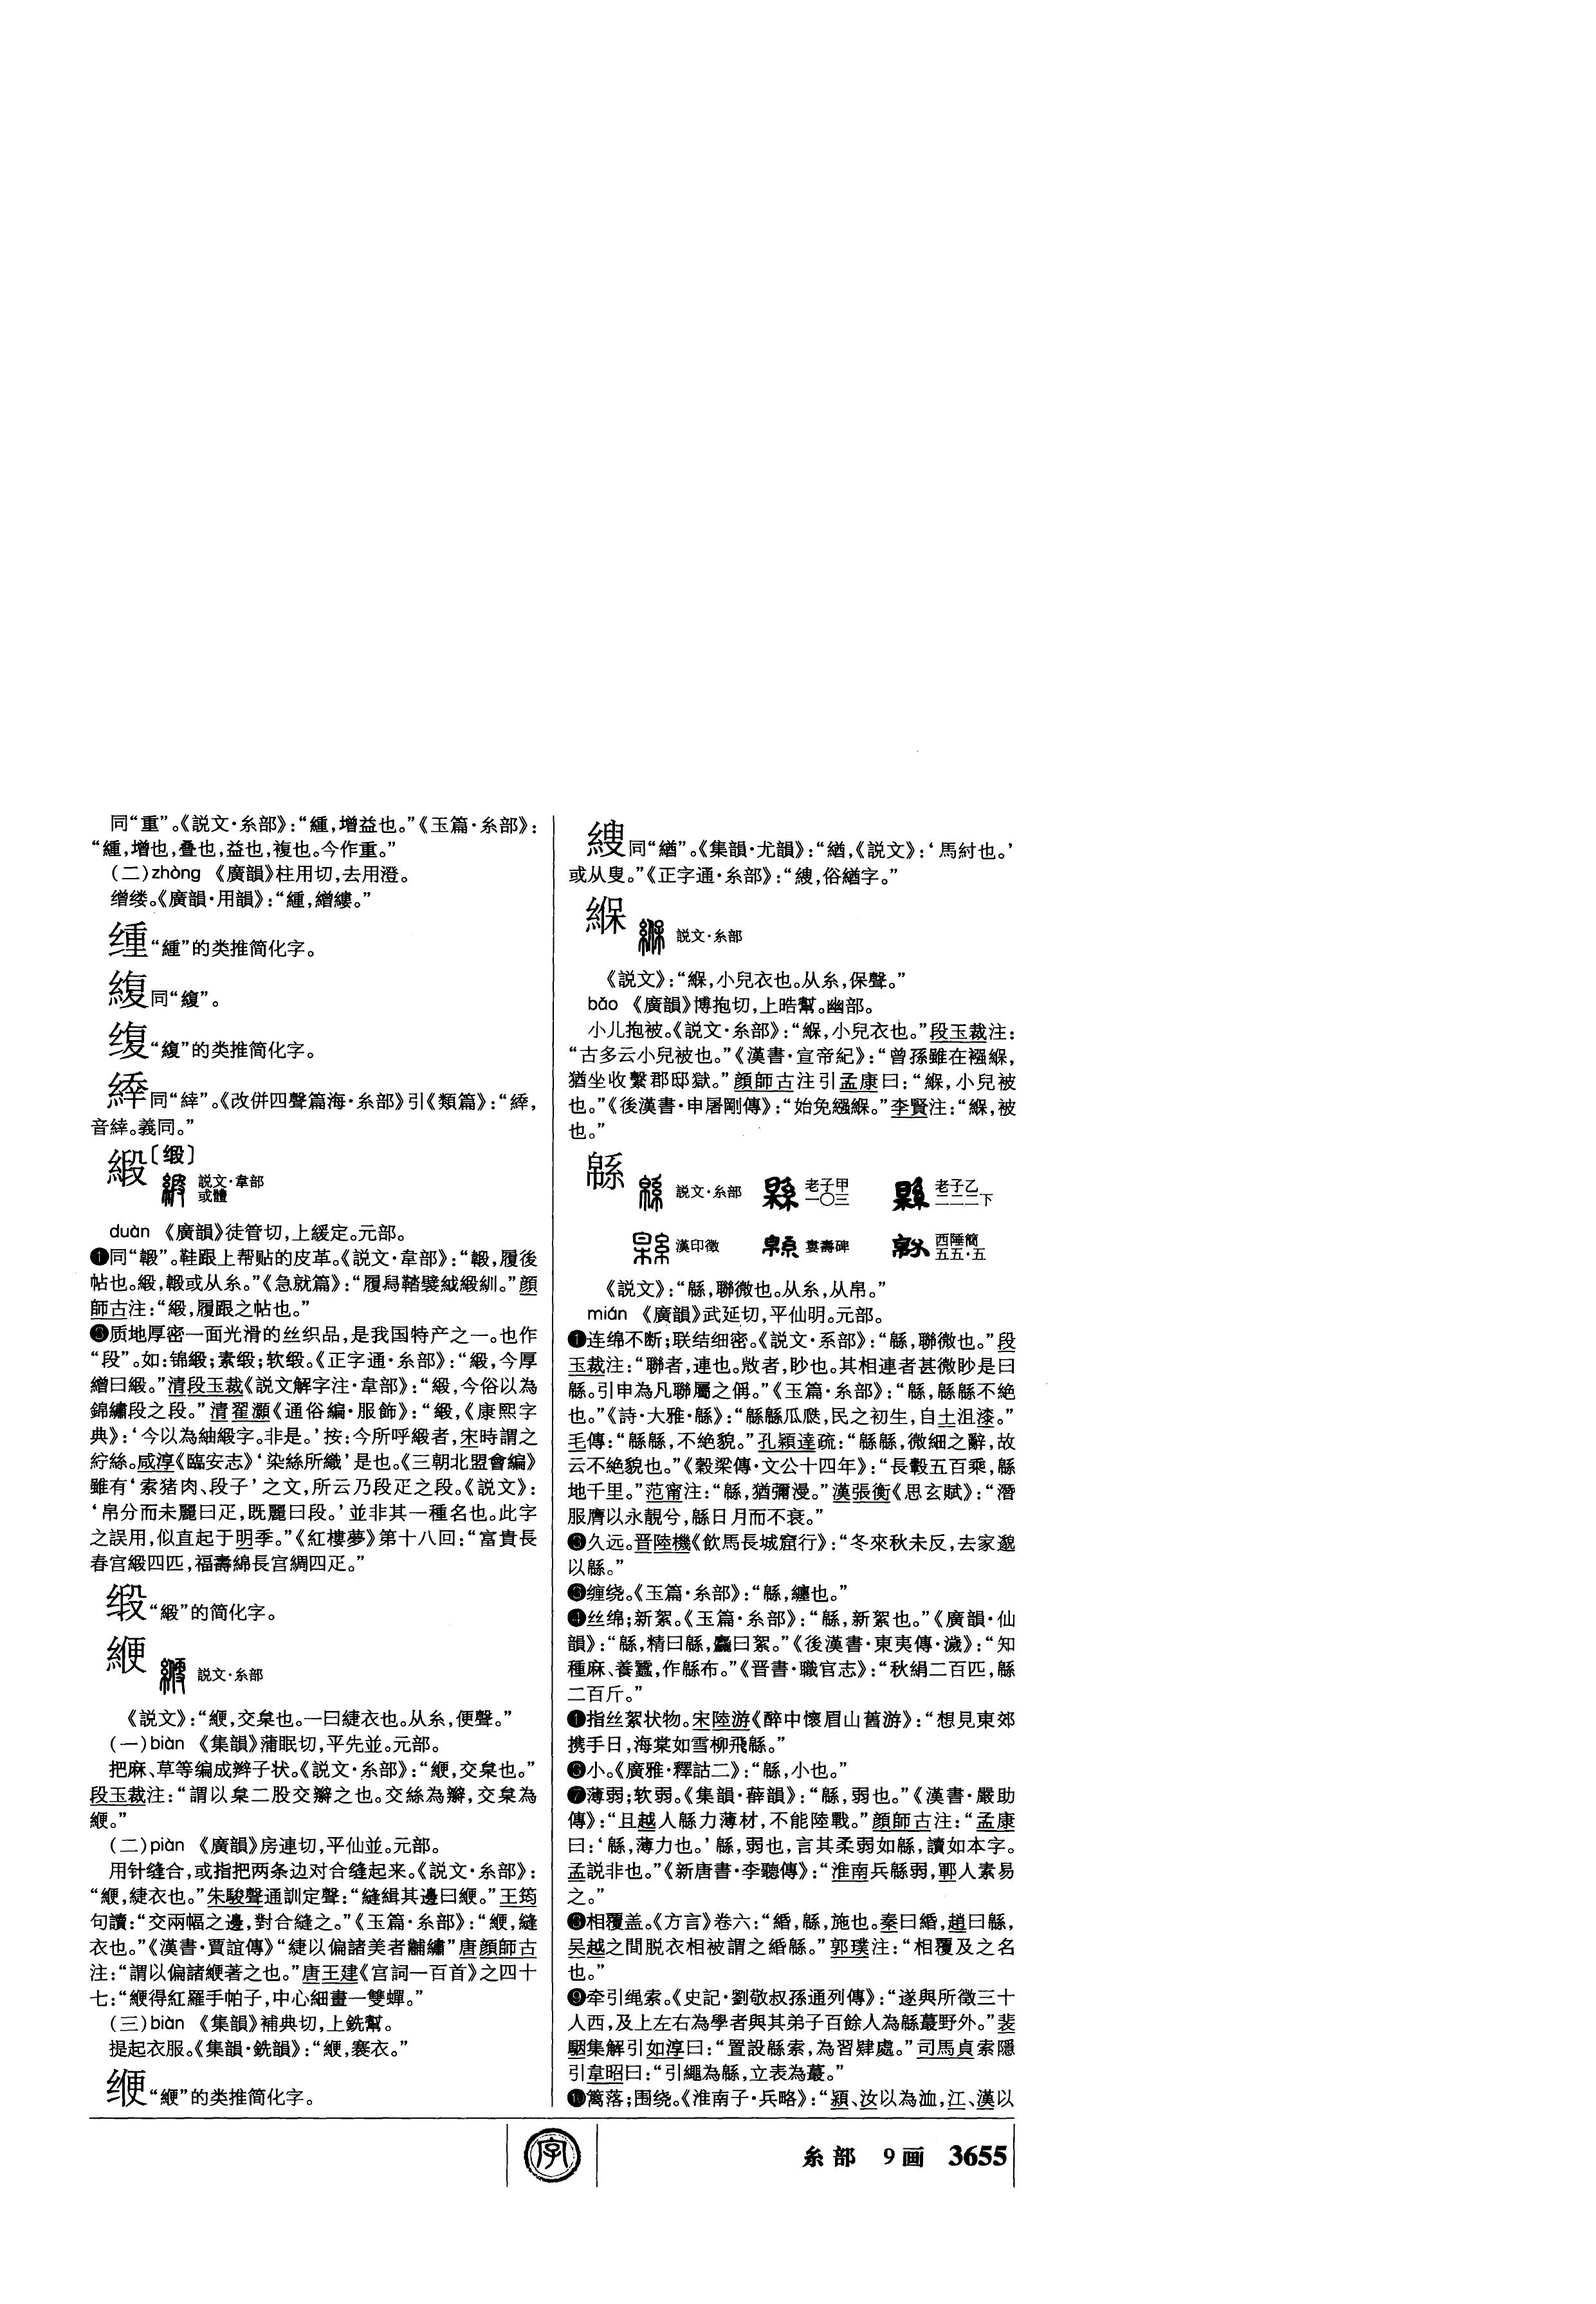 同“重”。《説文·糸部》：“緟，增益也。”《玉篇·糸部》：
“緟，增也，叠也，益也，複也。今作重。”
（二）zhòng 《廣韻》柱用切，去用澄。
缯缕。《廣韻·用韻》：“緟，繒縷。”
“緟”的类推简化字。
緮同“䋹”。
“緮”的类推简化字。
同“縡”。《改併四聲篇海·糸部》引《類篇》：“
音縡。義同。”
緞〔缎〕
説文·韋部
或體
duàn 《廣韻》徒管切，上緩定。元部。
❶同“鞎”。鞋跟上帮贴的皮革。《説文·韋部》：“，履後
帖也。緞，或从糸。”《急就篇》：“履舄鞜裒絨緞紃。”顔
師古注：“緞，履跟之帖也。”
❷质地厚密一面光滑的丝织品，是我国特产之一。也作
“段”。如：锦緞；素缎；软缎。《正字通·糸部》：“緞，今厚
繒曰緞。”清段玉裁《説文解字注·韋部》：“緞，今俗以為
錦繡段之段。”清翟灝《通俗編·服飾》：“緞，《康熙字
典》：‘今以為紬緞字。非是。’按：今所呼緞者，宋時謂之
紵絲。咸淳《臨安志》‘染絲所織’是也。《三朝北盟會編》
雖有‘索猪肉、段子’之文，所云乃段疋之段。《説文》：
‘帛分而未麗曰疋，既麗曰段。’並非其一種名也。此字
之誤用，似直起于明季。”《紅樓夢》第十八回：“富貴長
春宫緞四匹，福壽綿長宫綢四疋。”
缎“緞”的简化字。
緶
説文·糸部
《説文》：“緶，交枲也。一曰緁衣也。从糸，便聲。”
（一）biàn 《集韻》蒲眠切，平先並。元部。
把麻、草等编成辫子状。《説文·糸部》：“緶，交枲也。”
段玉裁注：“謂以枲二股交辮之也。交絲為辮，交枲為
緶。”
（二）pián 《廣韻》房連切，平仙並。元部。
用针缝合，或指把两条边对合缝起来。《説文·糸部》：
“緶，緁衣也。”朱駿聲通訓定聲：“縫緝其邊曰緶。”王筠
句讀：“交兩幅之邊，對合縫之。”《玉篇·糸部》：“緶，縫
衣也。”《漢書·賈誼傳》“緁以偏諸美者黼繡”唐顔師古
注：“謂以偏諸緶著之也。”唐王建《宫詞一百首》之四十
七：“緶得紅羅手帕子，中心細畫一雙蟬。”
（三）biàn 《集韻》補典切，上銑幫。
提起衣服。《集韻·銑韻》：“緶，褰衣。”
缏“緶”的类推简化字。
同“緧”。《集韻·尤韻》：“緧，《説文》：‘馬紂也。’
或从叟。”《正字通·糸部》：“，俗緧字。”
緥
説文·糸部
《説文》：“緥，小兒衣也。从糸，保聲。”
bǎo 《廣韻》博抱切，上晧幫。幽部。
小儿抱被。《説文·糸部》：“緥，小兒衣也。”段玉裁注：
“古多云小兒被也。”《漢書·宣帝紀》：“曾孫雖在襁緥，
猶坐收繫郡邸獄。”顔師古注引孟康曰：“緥，小兒被
也。”《後漢書·申屠剛傳》：“始免繦緥。”李賢注：“緥，被
也。”
緜
説文·糸部
老子甲
一〇三
老子乙
二二二下
漢印徵
婁壽碑
西陲簡
五五·五
《説文》：“緜，聯微也。从糸，从帛。”
mián 《廣韻》武延切，平仙明。元部。
❶连绵不断；联结细密。《説文·系部》：“緜，聯微也。”段
玉裁注：“聯者，連也。敚者，眇也。其相連者甚微眇是曰
緜。引申為凡聯屬之偁。”《玉篇·糸部》：“緜，緜緜不絶
也。”《詩·大雅·緜》：“緜緜瓜瓞，民之初生，自土沮漆。”
毛傳：“緜緜，不絶貌。”孔穎達疏：“緜緜，微細之辭，故
云不絶貌也。”《穀梁傳·文公十四年》：“長轂五百乘，緜
地千里。”范甯注：“緜，猶彌漫。”漢張衡《思玄賦》：“潛
服膺以永靚兮，緜日月而不衰。”
❷久远。晋陸機《飲馬長城窟行》：“冬來秋未反，去家邈
以緜。”
❸缠绕。《玉篇·糸部》：“緜，纏也。”
❹丝绵；新絮。《玉篇·糸部》：“緜，新絮也。”《廣韻·仙
韻》：“緜，精曰緜，麤曰絮。”《後漢書·東夷傳·濊》：“知
種麻、養蠶，作緜布。”《晋書·職官志》：“秋絹二百匹，緜
二百斤。”
❶指丝絮状物。宋陸游《醉中懷眉山舊游》：“想見東郊
携手日，海棠如雪柳飛緜。”
❻小。《廣雅·釋詁二》：“緜，小也。”
❼薄弱；软弱。《集韻·薛韻》：“緜，弱也。”《漢書·嚴助
傳》：“且越人緜力薄材，不能陸戰。”顔師古注：“孟康
曰：‘緜，薄力也。’緜，弱也，言其柔弱如緜，讀如本字。
孟説非也。”《新唐書·李聽傳》：“淮南兵緜弱，鄆人素易
之。”
❽相覆盖。《方言》卷六：“緡，緜，施也。秦曰緡，趙曰緜，
吴越之間脱衣相被謂之緡緜。”郭璞注：“相覆及之名
也。”
❾牵引绳索。《史記·劉敬叔孫通列傳》：“遂與所徵三十
人西，及上左右為學者與其弟子百餘人為緜蕞野外。”裴
駰集解引如淳曰：“置設緜索，為習肄處。”司馬貞索隱
引韋昭曰：“引繩為緜，立表為蕞。”
❿篱落；围绕。《淮南子·兵略》：“潁、汝以為洫，江、漢以
字
糸部 9画 3655